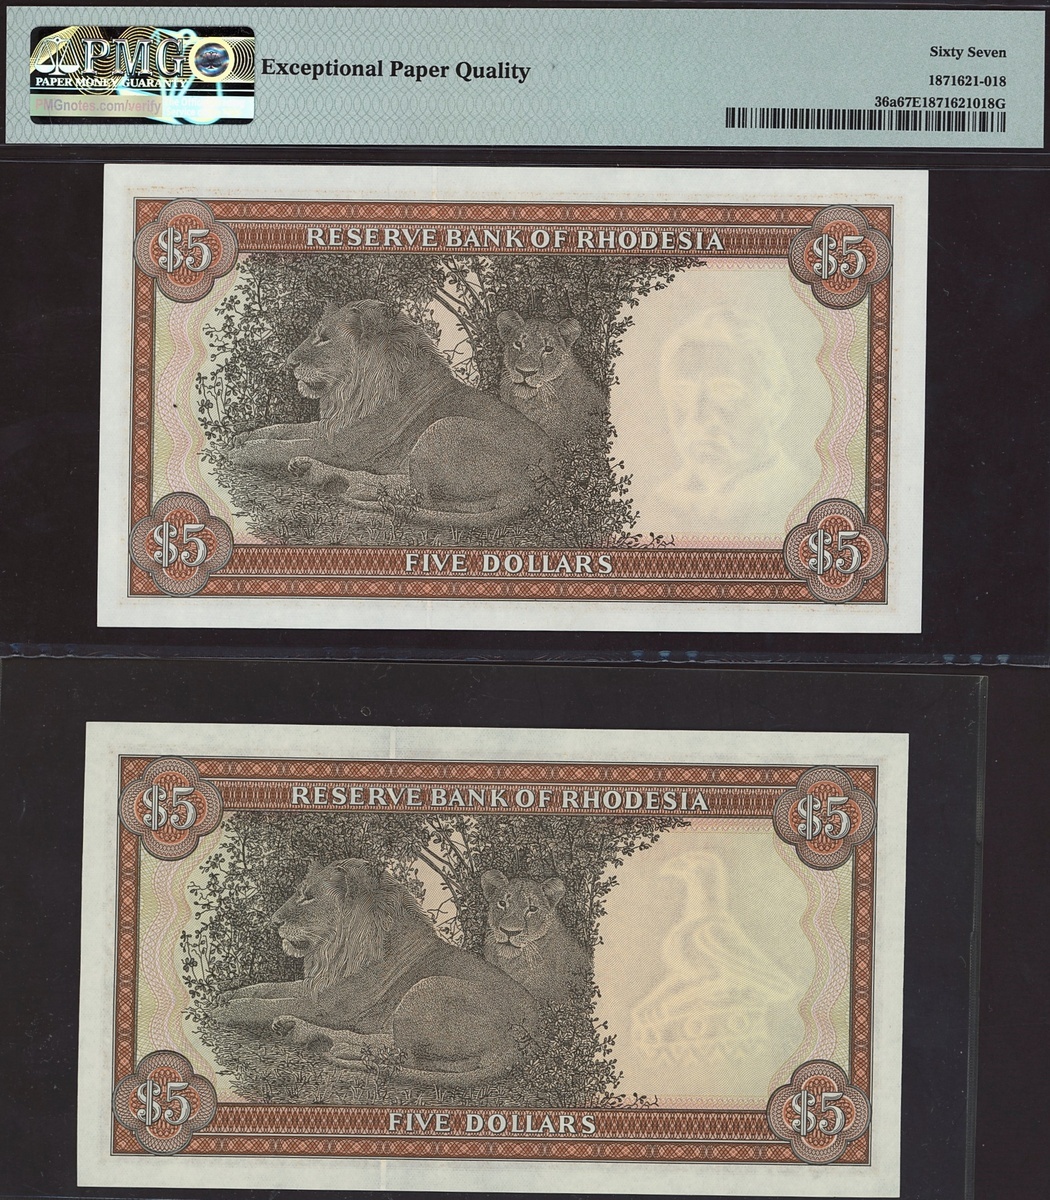 PMG
PAPER MONEY GUARANTY
PMGnotes.com/verify
Exceptional Paper Quality
Sixty Seven
1871621-018
36a67E1871621018G
$5
RESERVE BANK OF RHODESIA
$5
$5
FIVE DOLLARS
$5
$5
RESERVE BANK OF RHODESIA
$5
$5
FIVE DOLLARS
$5